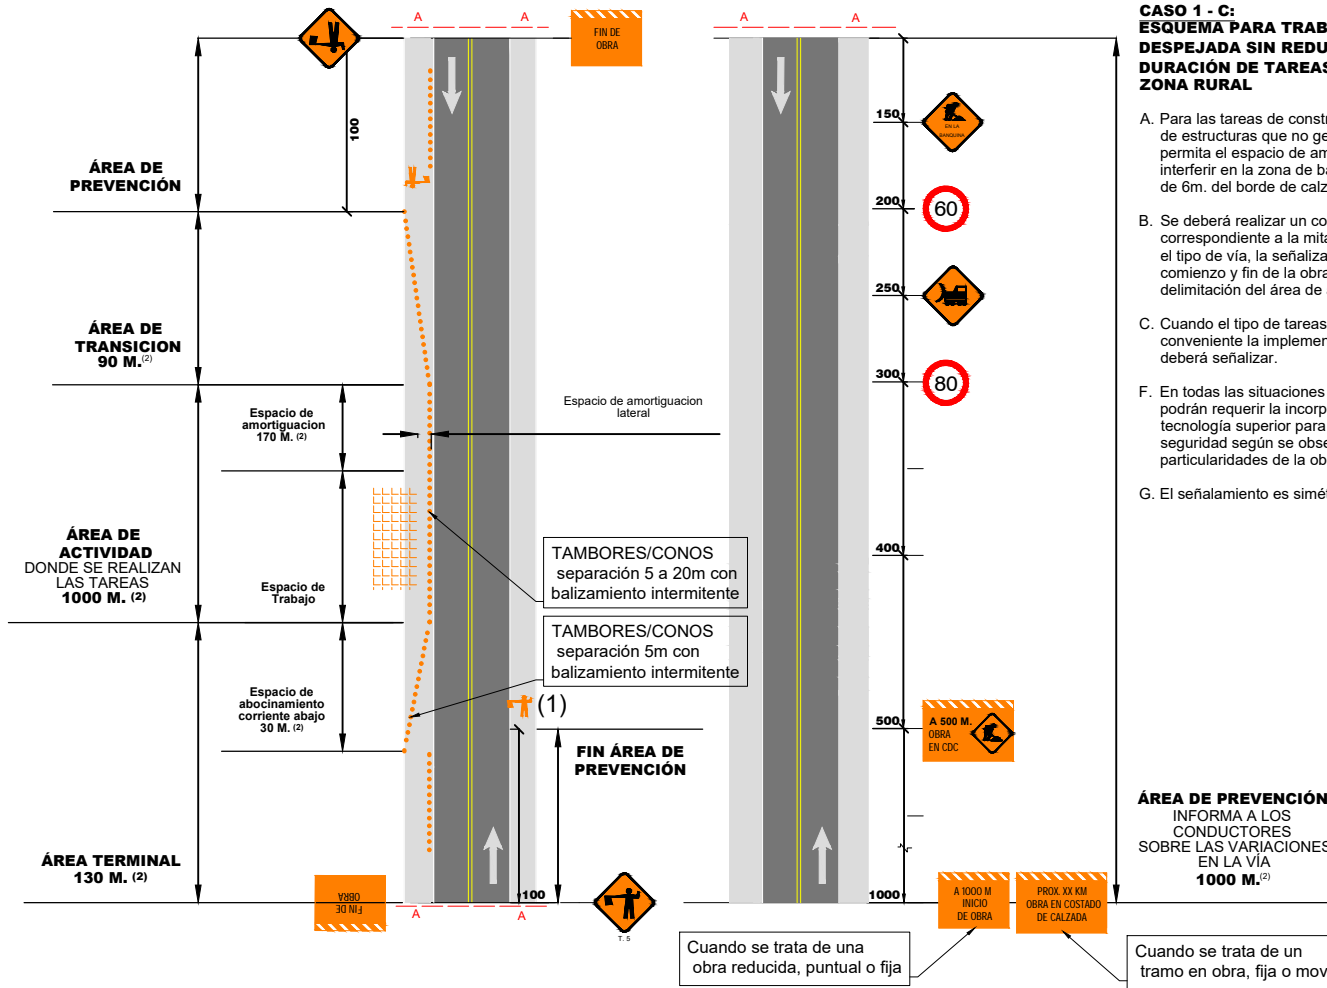 A
A
FIN DE
OBRA
100
ÁREA DE
PREVENCIÓN
ÁREA DE
TRANSICION
90 M.(2)
Espacio de
amortiguacion
170 M. (2)
Espacio de amortiguacion
lateral
ÁREA DE
ACTIVIDAD
DONDE SE REALIZAN
LAS TAREAS
1000 M. (2)
Espacio de
Trabajo
TAMBORES/CONOS
separación 5 a 20m con
balizamiento intermitente
TAMBORES/CONOS
separación 5m con
balizamiento intermitente
Espacio de
abocinamiento
corriente abajo
30 M. (2)
(1)
FIN ÁREA DE
PREVENCIÓN
ÁREA TERMINAL
130 M. (2)
FIN DE
OBRA
A
A
100
T. 5
A
A
150
EN LA
BANQUINA
200
60
250
300
80
400
500
A 500 M.
OBRA
EN CDC
1000
A 1000 M
INICIO
DE OBRA
PROX. XX KM
OBRA EN COSTADO
DE CALZADA
Cuando se trata de una
obra reducida, puntual o fija
Cuando se trata de un
tramo en obra, fija o mov
CASO 1 - C:
ESQUEMA PARA TRAB
DESPEJADA SIN REDU
DURACIÓN DE TAREAS
ZONA RURAL
A. Para las tareas de constr
de estructuras que no ge
permita el espacio de am
interferir en la zona de ba
de 6m. del borde de calz
B. Se deberá realizar un co
correspondiente a la mita
el tipo de vía, la señaliza
comienzo y fin de la obra
delimitación del área de
C. Cuando el tipo de tareas
conveniente la implemen
deberá señalizar.
F. En todas las situaciones
podrán requerir la incorp
tecnología superior para
seguridad según se obse
particularidades de la ob
G. El señalamiento es simét
ÁREA DE PREVENCIÓN
INFORMA A LOS
CONDUCTORES
SOBRE LAS VARIACIONES
EN LA VÍA
1000 M.(2)